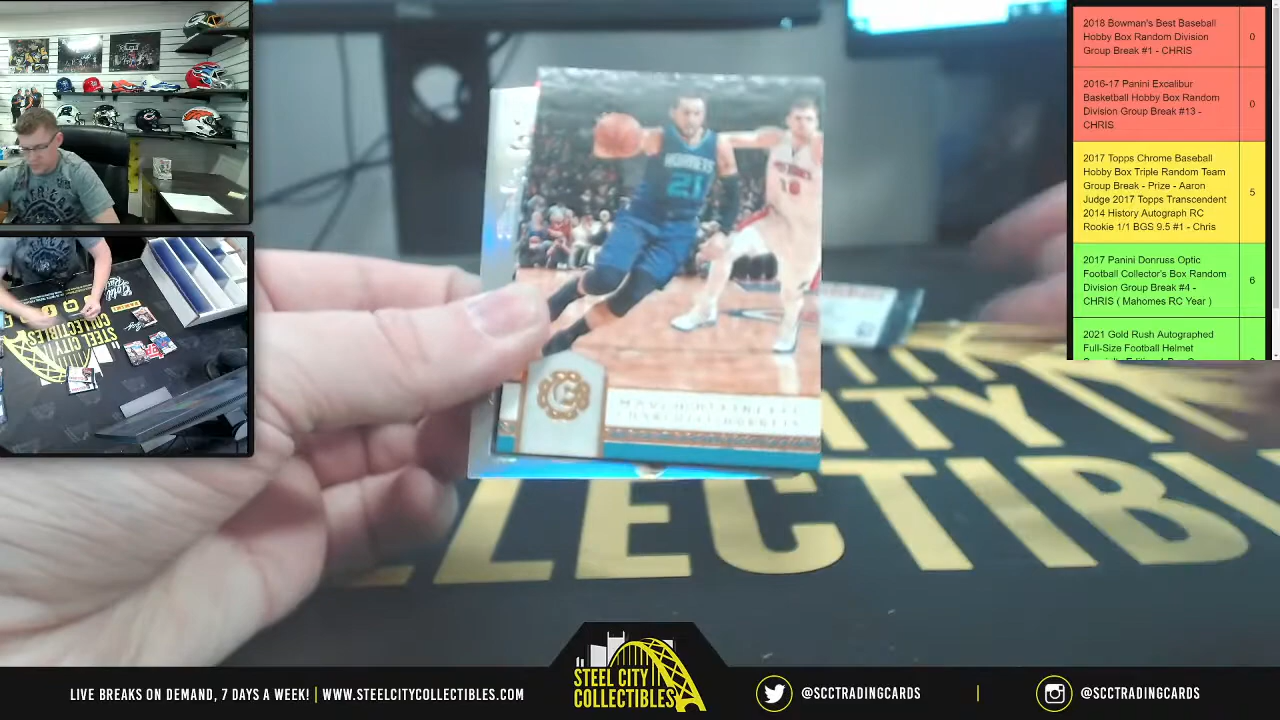 2018 Bowman's Best Baseball
Hobby Box Random Division
Group Break #1 - CHRIS
0
2016-17 Panini Excalibur
Basketball Hobby Box Random
Division Group Break #13 -
CHRIS
0
2017 Topps Chrome Baseball
Hobby Box Triple Random Team
Group Break - Prize - Aaron
Judge 2017 Topps Transcendent
2014 History Autograph RC
Rookie 1/1 BGS 9.5 #1 - Chris
5
2017 Panini Donruss Optic
Football Collector's Box Random
Division Group Break #4 -
CHRIS ( Mahomes RC Year )
6
2021 Gold Rush Autographed
Full-Size Football Helmet
HORNETS
21
CHARLOTTE HORNETS
COLLECTIBLES
STEEL CITY
COLLECTIBLES
LIVE BREAKS ON DEMAND, 7 DAYS A WEEK! | WWW.STEELCITYCOLLECTIBLES.COM
@SCCTRADINGCARDS | @SCCTRADINGCARDS